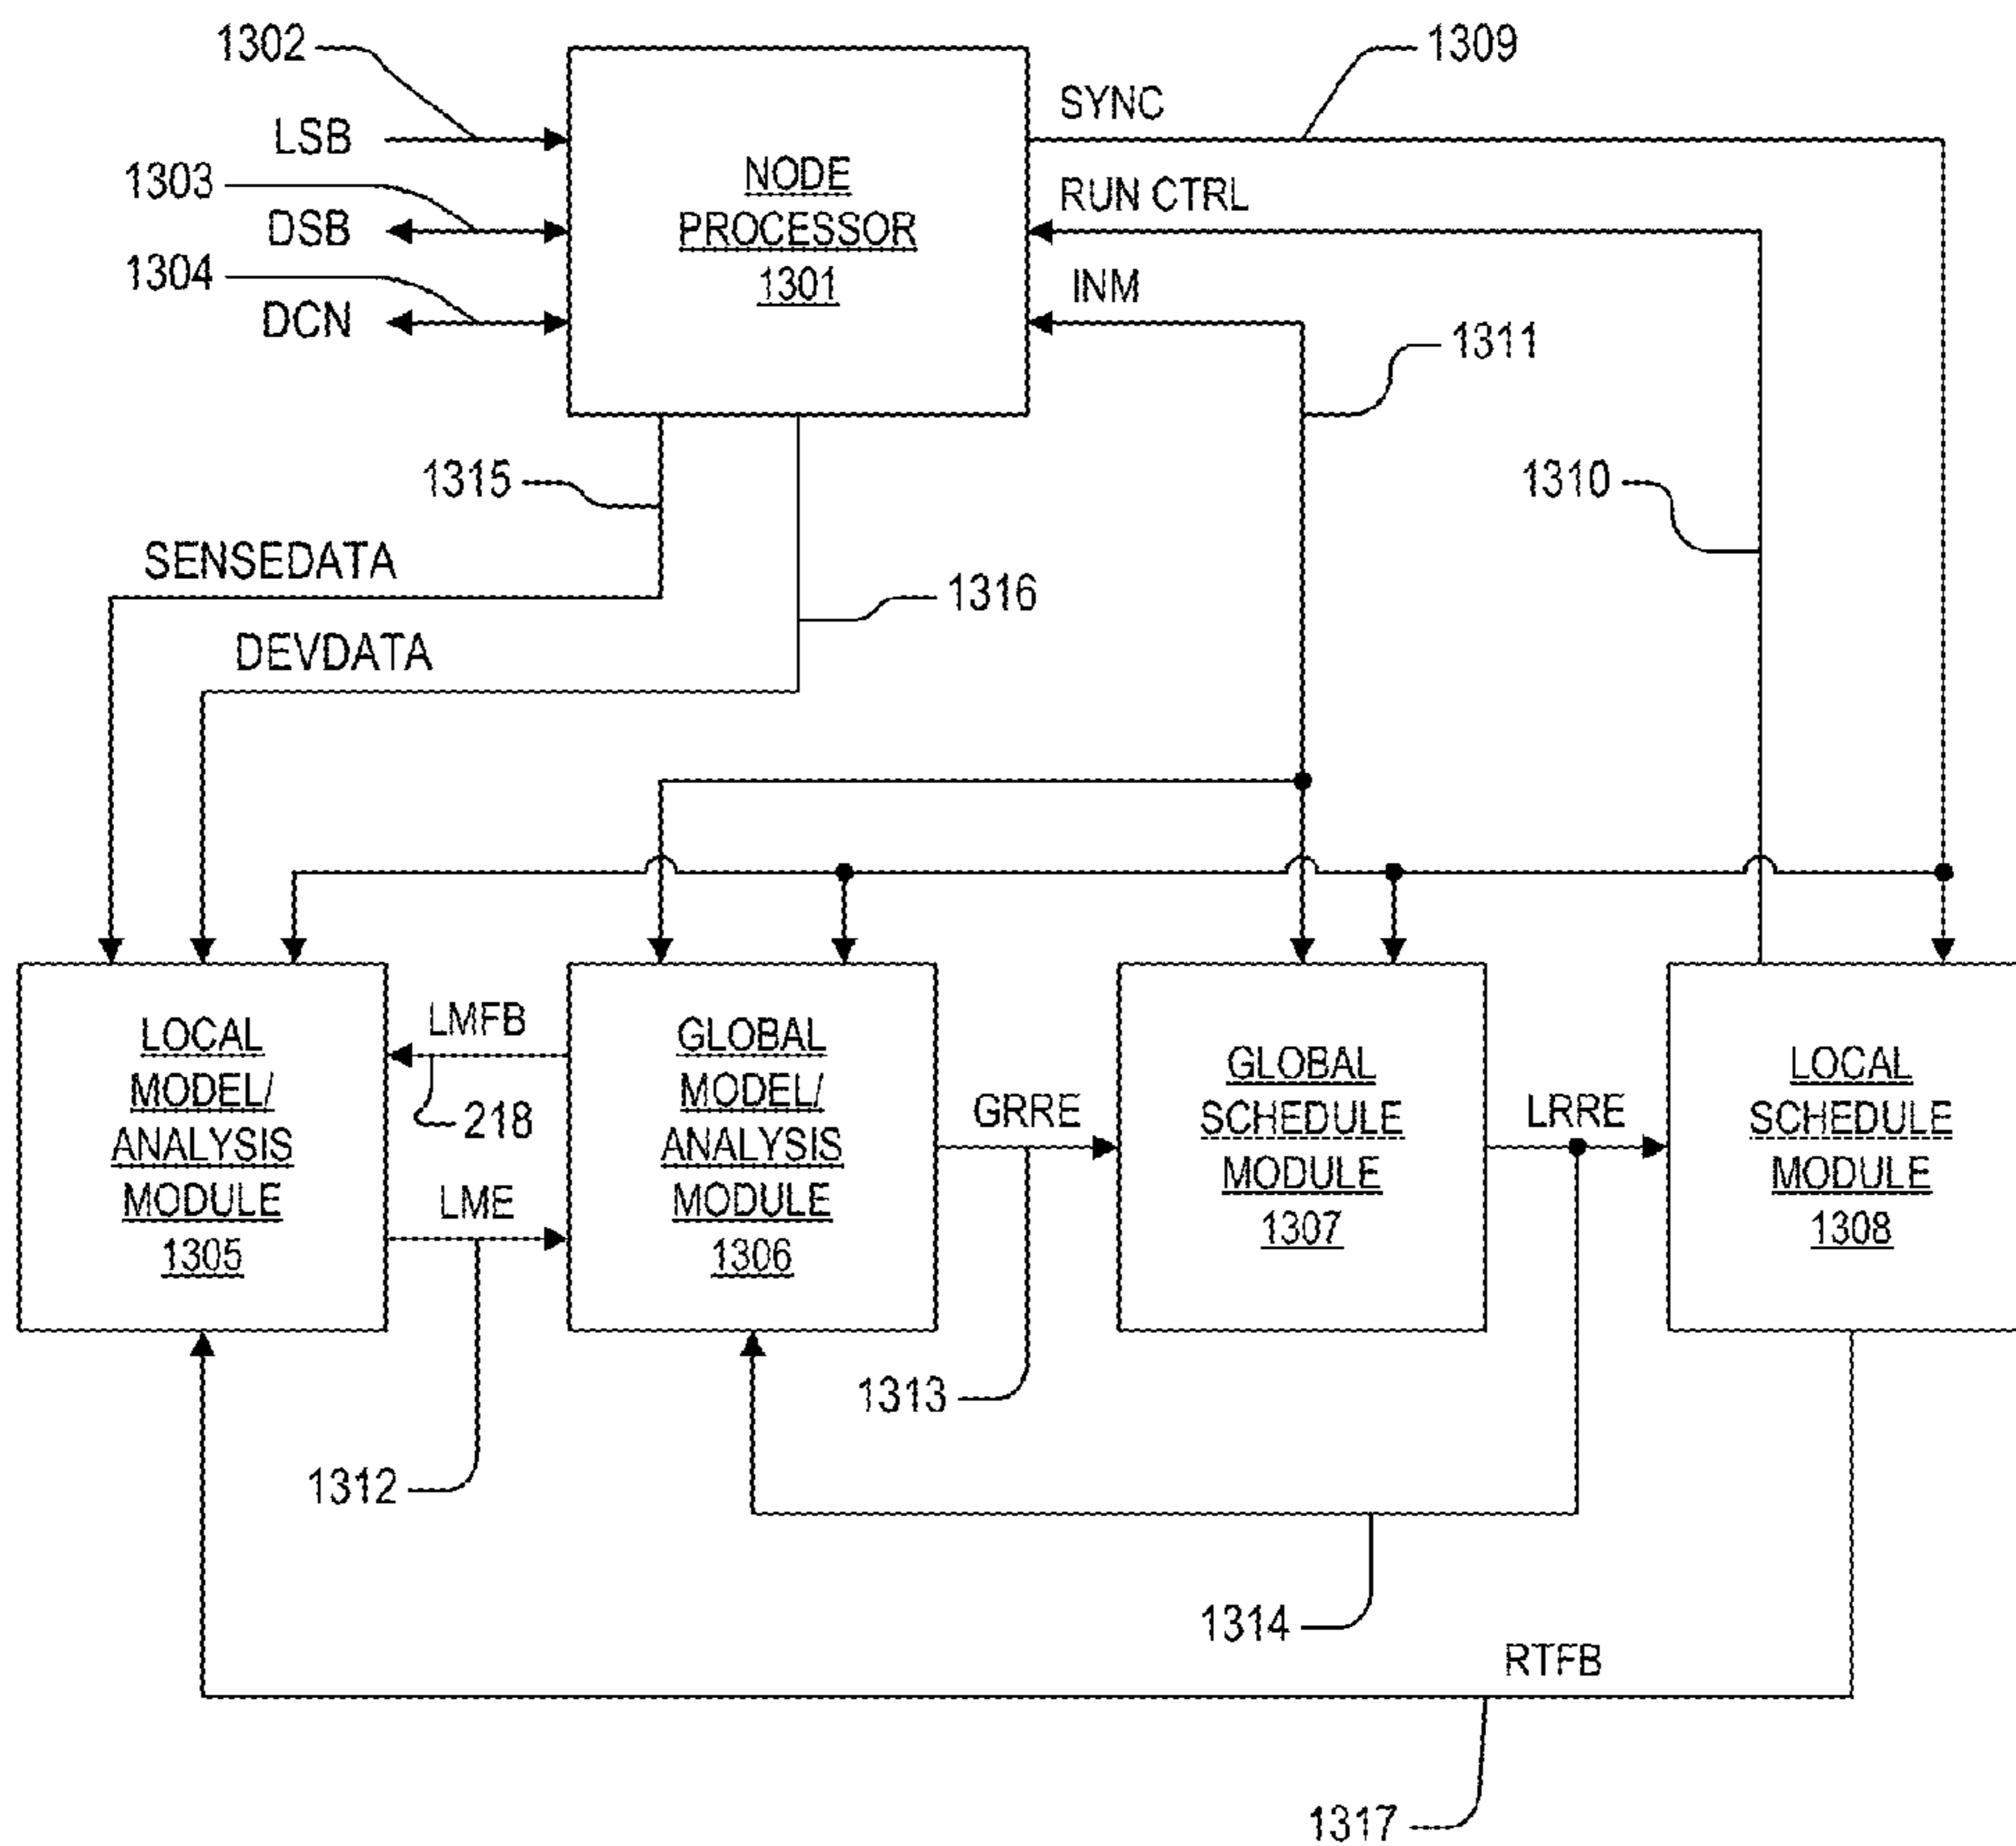 1302
1309
SYNC
LSB
NODE
PROCESSOR
1301
1303
RUN CTRL
DSB
1304
INM
DCN
1311
1315
1310
SENSEDATA
1316
DEVDATA
LOCAL
MODEL/
ANALYSIS
MODULE
1305
LMFB
218
LME
GLOBAL
MODEL/
ANALYSIS
MODULE
1306
GRRE
GLOBAL
SCHEDULE
MODULE
1307
LRRE
LOCAL
SCHEDULE
MODULE
1308
1313
1312
1314
RTFB
1317